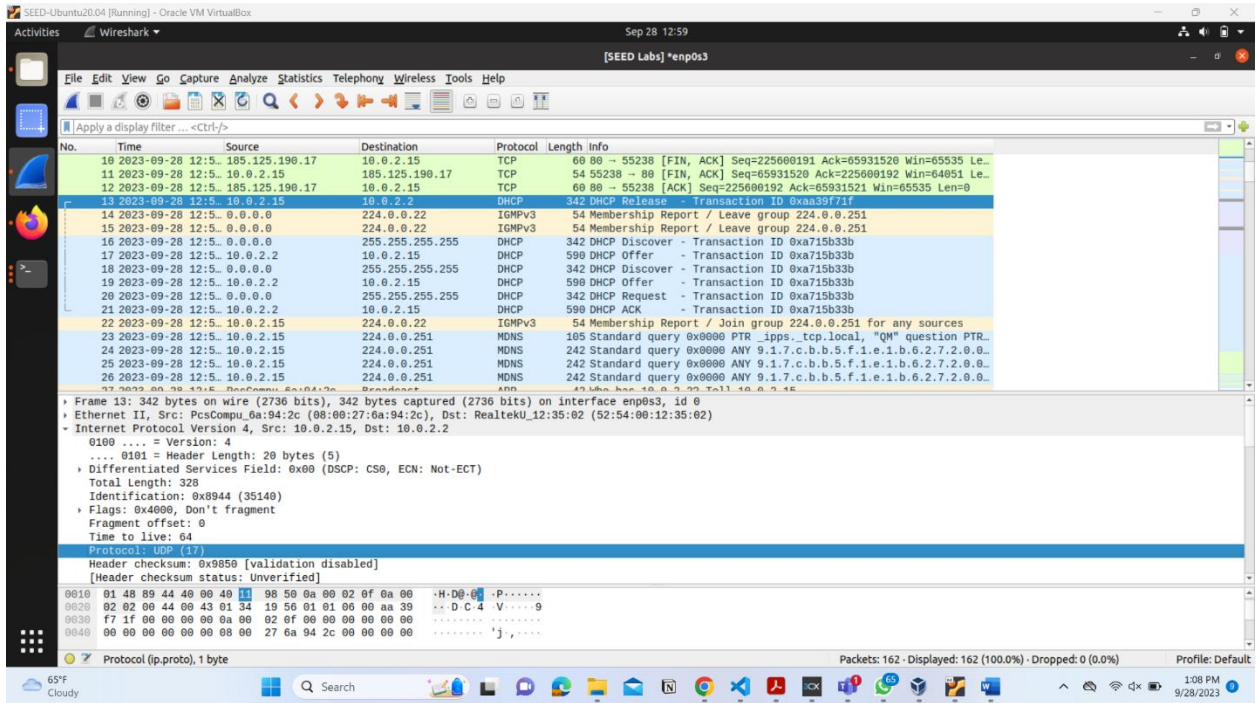 SEED-Ubuntu20.04 [Running] - Oracle VM VirtualBox
Activities Wireshark Sep 28 12:59
[SEED Labs] *enp0s3
File Edit View Go Capture Analyze Statistics Telephony Wireless Tools Help
Apply a display filter ... <Ctrl-/>
No. Time Source Destination Protocol Length Info
10 2023-09-28 12:5… 185.125.190.17 10.0.2.15 TCP 60 80 → 55238 [FIN, ACK] Seq=225600191 Ack=65931520 Win=65535 Le…
11 2023-09-28 12:5… 10.0.2.15 185.125.190.17 TCP 54 55238 → 80 [FIN, ACK] Seq=65931520 Ack=225600192 Win=64051 Le…
12 2023-09-28 12:5… 185.125.190.17 10.0.2.15 TCP 60 80 → 55238 [ACK] Seq=225600192 Ack=65931521 Win=65535 Len=0
13 2023-09-28 12:5… 10.0.2.15 10.0.2.2 DHCP 342 DHCP Release - Transaction ID 0xaa39f71f
14 2023-09-28 12:5… 0.0.0.0 224.0.0.22 IGMPv3 54 Membership Report / Leave group 224.0.0.251
15 2023-09-28 12:5… 0.0.0.0 224.0.0.22 IGMPv3 54 Membership Report / Leave group 224.0.0.251
16 2023-09-28 12:5… 0.0.0.0 255.255.255.255 DHCP 342 DHCP Discover - Transaction ID 0xa715b33b
17 2023-09-28 12:5… 10.0.2.2 10.0.2.15 DHCP 590 DHCP Offer - Transaction ID 0xa715b33b
18 2023-09-28 12:5… 0.0.0.0 255.255.255.255 DHCP 342 DHCP Discover - Transaction ID 0xa715b33b
19 2023-09-28 12:5… 10.0.2.2 10.0.2.15 DHCP 590 DHCP Offer - Transaction ID 0xa715b33b
20 2023-09-28 12:5… 0.0.0.0 255.255.255.255 DHCP 342 DHCP Request - Transaction ID 0xa715b33b
21 2023-09-28 12:5… 10.0.2.2 10.0.2.15 DHCP 590 DHCP ACK - Transaction ID 0xa715b33b
22 2023-09-28 12:5… 10.0.2.15 224.0.0.22 IGMPv3 54 Membership Report / Join group 224.0.0.251 for any sources
23 2023-09-28 12:5… 10.0.2.15 224.0.0.251 MDNS 105 Standard query 0x0000 PTR _ipps._tcp.local, "QM" question PTR…
24 2023-09-28 12:5… 10.0.2.15 224.0.0.251 MDNS 242 Standard query 0x0000 ANY 9.1.7.c.b.b.5.f.1.e.1.b.6.2.7.2.0.0…
25 2023-09-28 12:5… 10.0.2.15 224.0.0.251 MDNS 242 Standard query 0x0000 ANY 9.1.7.c.b.b.5.f.1.e.1.b.6.2.7.2.0.0…
26 2023-09-28 12:5… 10.0.2.15 224.0.0.251 MDNS 242 Standard query 0x0000 ANY 9.1.7.c.b.b.5.f.1.e.1.b.6.2.7.2.0.0…
Frame 13: 342 bytes on wire (2736 bits), 342 bytes captured (2736 bits) on interface enp0s3, id 0
Ethernet II, Src: PcsCompu_6a:94:2c (08:00:27:6a:94:2c), Dst: RealtekU_12:35:02 (52:54:00:12:35:02)
Internet Protocol Version 4, Src: 10.0.2.15, Dst: 10.0.2.2
0100 .... = Version: 4
.... 0101 = Header Length: 20 bytes (5)
Differentiated Services Field: 0x00 (DSCP: CS0, ECN: Not-ECT)
Total Length: 328
Identification: 0x8944 (35140)
Flags: 0x4000, Don't fragment
Fragment offset: 0
Time to live: 64
Protocol: UDP (17)
Header checksum: 0x9850 [validation disabled]
[Header checksum status: Unverified]
0010 01 48 89 44 40 00 40 11 98 50 0a 00 02 0f 0a 00 ·H·D@·@· ·P······
0020 02 02 00 44 00 43 01 34 19 56 01 01 06 00 aa 39 ···D·C·4 ·V·····9
0030 f7 1f 00 00 00 00 0a 00 02 0f 00 00 00 00 00 00 ········ ········
0040 00 00 00 00 00 00 08 00 27 6a 94 2c 00 00 00 00 ········ 'j·,····
Protocol (ip.proto), 1 byte Packets: 162 · Displayed: 162 (100.0%) · Dropped: 0 (0.0%) Profile: Default
65°F
Cloudy
Search
65
1:08 PM
9/28/2023
9